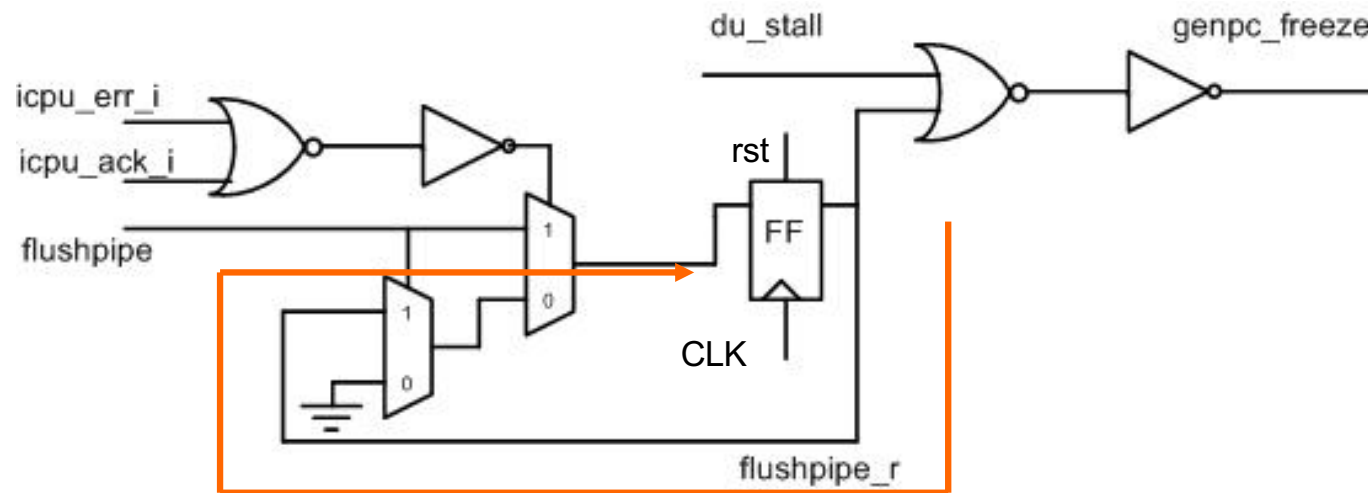 du_stall
genpc_freeze
icpu_err_i
icpu_ack_i
rst
flushpipe
1
FF
0
1
0
CLK
flushpipe_r